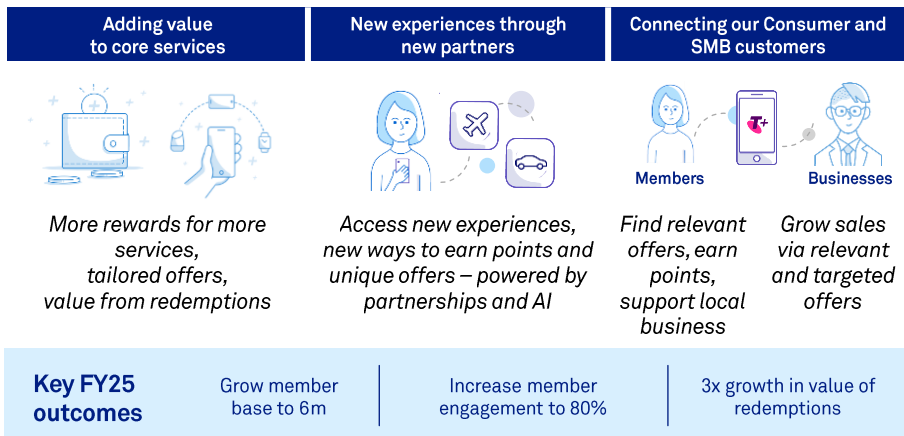 Adding value
to core services
New experiences through
new partners
Connecting our Consumer and
SMB customers
T+
Members
Businesses
More rewards for more
services,
tailored offers,
value from redemptions
Access new experiences,
new ways to earn points and
unique offers – powered by
partnerships and AI
Find relevant
offers, earn
points,
support local
business
Grow sales
via relevant
and targeted
offers
Key FY25
outcomes
Grow member
base to 6m
Increase member
engagement to 80%
3x growth in value of
redemptions